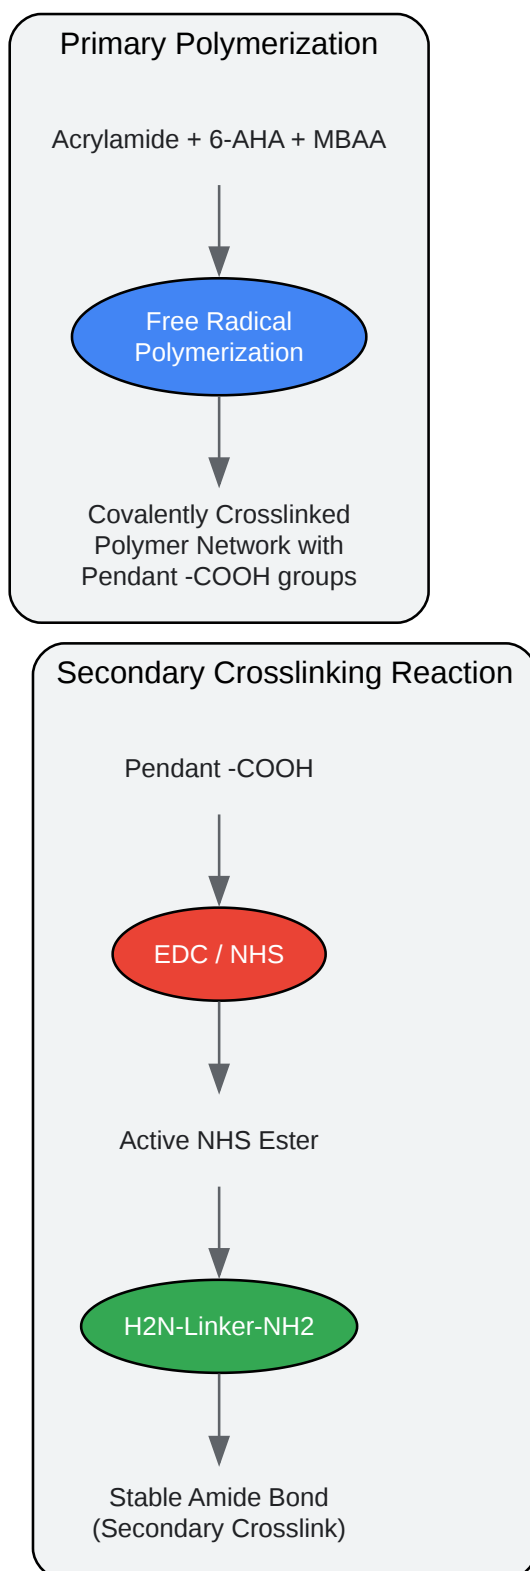 Primary Polymerization
Acrylamide + 6-AHA + MBAA
Free Radical
Polymerization
Covalently Crosslinked
Polymer Network with
Pendant -COOH groups
Secondary Crosslinking Reaction
Pendant -COOH
EDC / NHS
Active NHS Ester
H2N-Linker-NH2
Stable Amide Bond
(Secondary Crosslink)